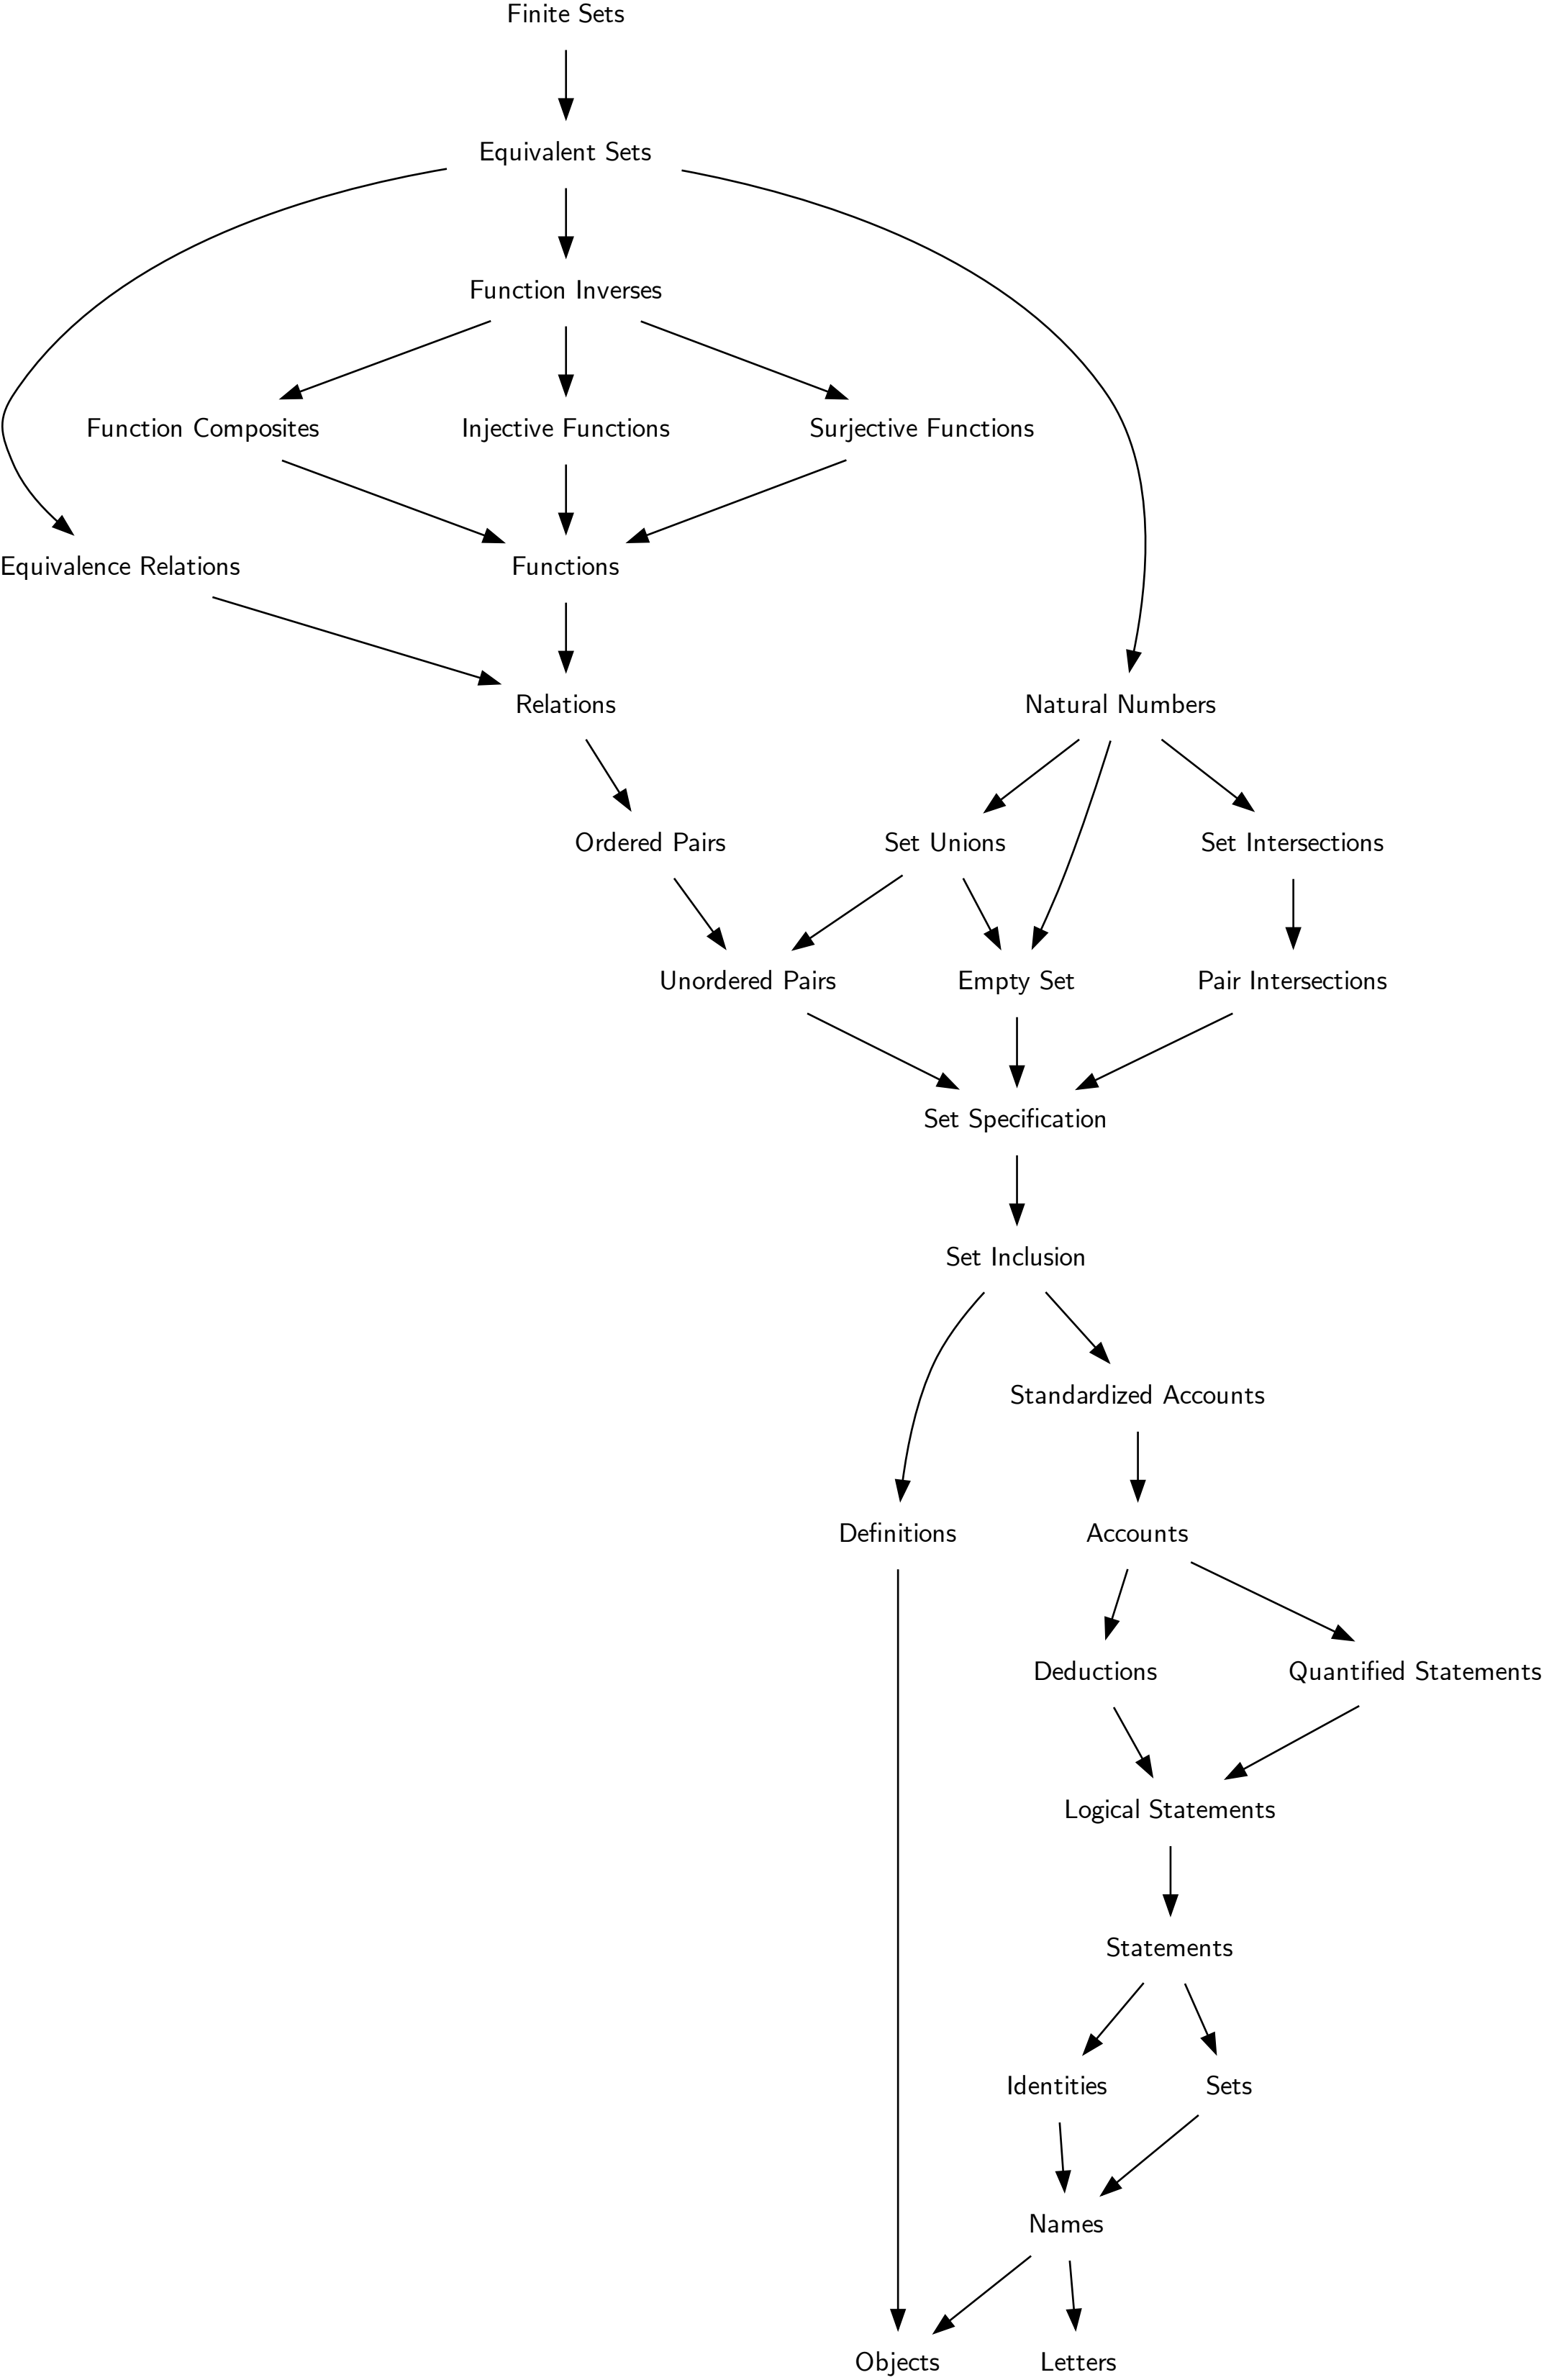 Finite Sets
Equivalent Sets
Function Inverses
Function Composites
Injective Functions
Surjective Functions
Equivalence Relations
Functions
Relations
Natural Numbers
Ordered Pairs
Set Unions
Set Intersections
Unordered Pairs
Empty Set
Pair Intersections
Set Specification
Set Inclusion
Standardized Accounts
Definitions
Accounts
Deductions
Quantified Statements
Logical Statements
Statements
Identities
Sets
Names
Objects
Letters